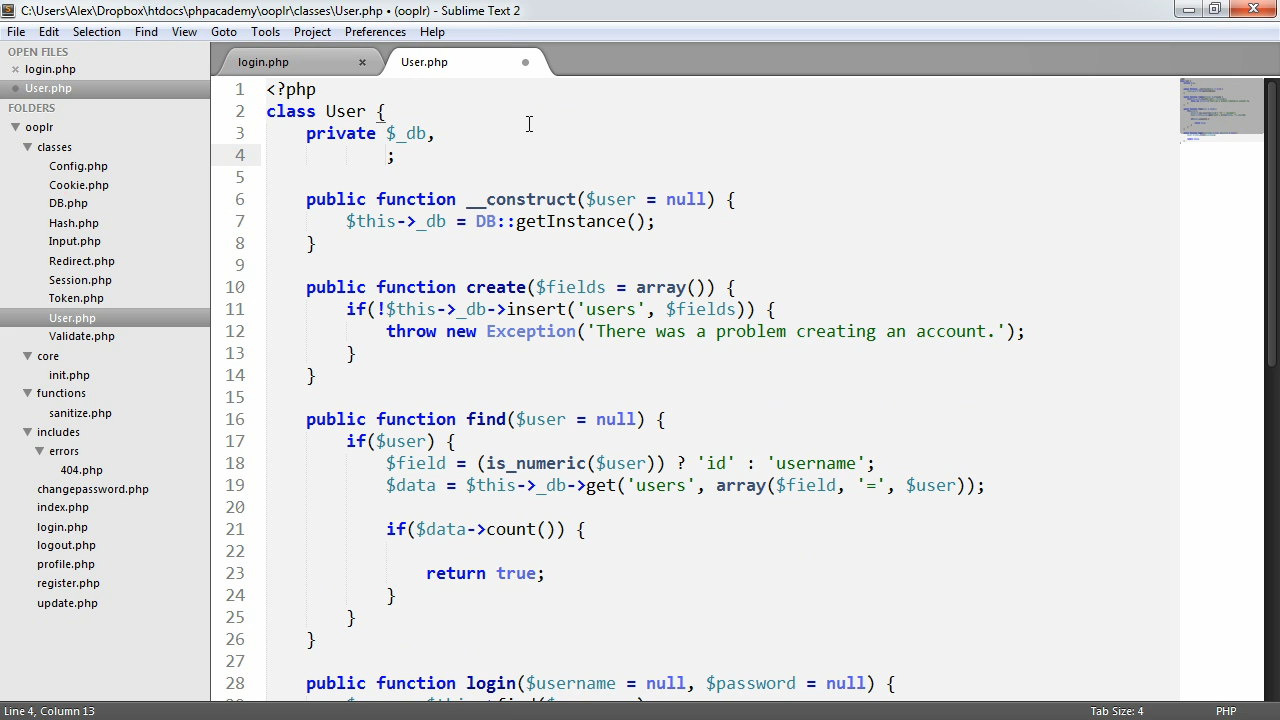 C:\Users\Alex\Dropbox\htdocs\phpacademy\ooplr\classes\User.php • (ooplr) - Sublime Text 2
File Edit Selection Find View Goto Tools Project Preferences Help
OPEN FILES
login.php
User.php
FOLDERS
ooplr
classes
Config.php
Cookie.php
DB.php
Hash.php
Input.php
Redirect.php
Session.php
Token.php
User.php
Validate.php
core
init.php
functions
sanitize.php
includes
errors
404.php
changepassword.php
index.php
login.php
logout.php
profile.php
register.php
update.php
login.php × User.php
1 <?php
2 class User {
3     private $_db,
4             ;
5
6     public function __construct($user = null) {
7         $this->_db = DB::getInstance();
8     }
9
10     public function create($fields = array()) {
11         if(!$this->_db->insert('users', $fields)) {
12             throw new Exception('There was a problem creating an account.');
13         }
14     }
15
16     public function find($user = null) {
17         if($user) {
18             $field = (is_numeric($user)) ? 'id' : 'username';
19             $data = $this->_db->get('users', array($field, '=', $user));
20
21             if($data->count()) {
22
23                 return true;
24             }
25         }
26     }
27
28     public function login($username = null, $password = null) {
Line 4, Column 13
Tab Size: 4
PHP